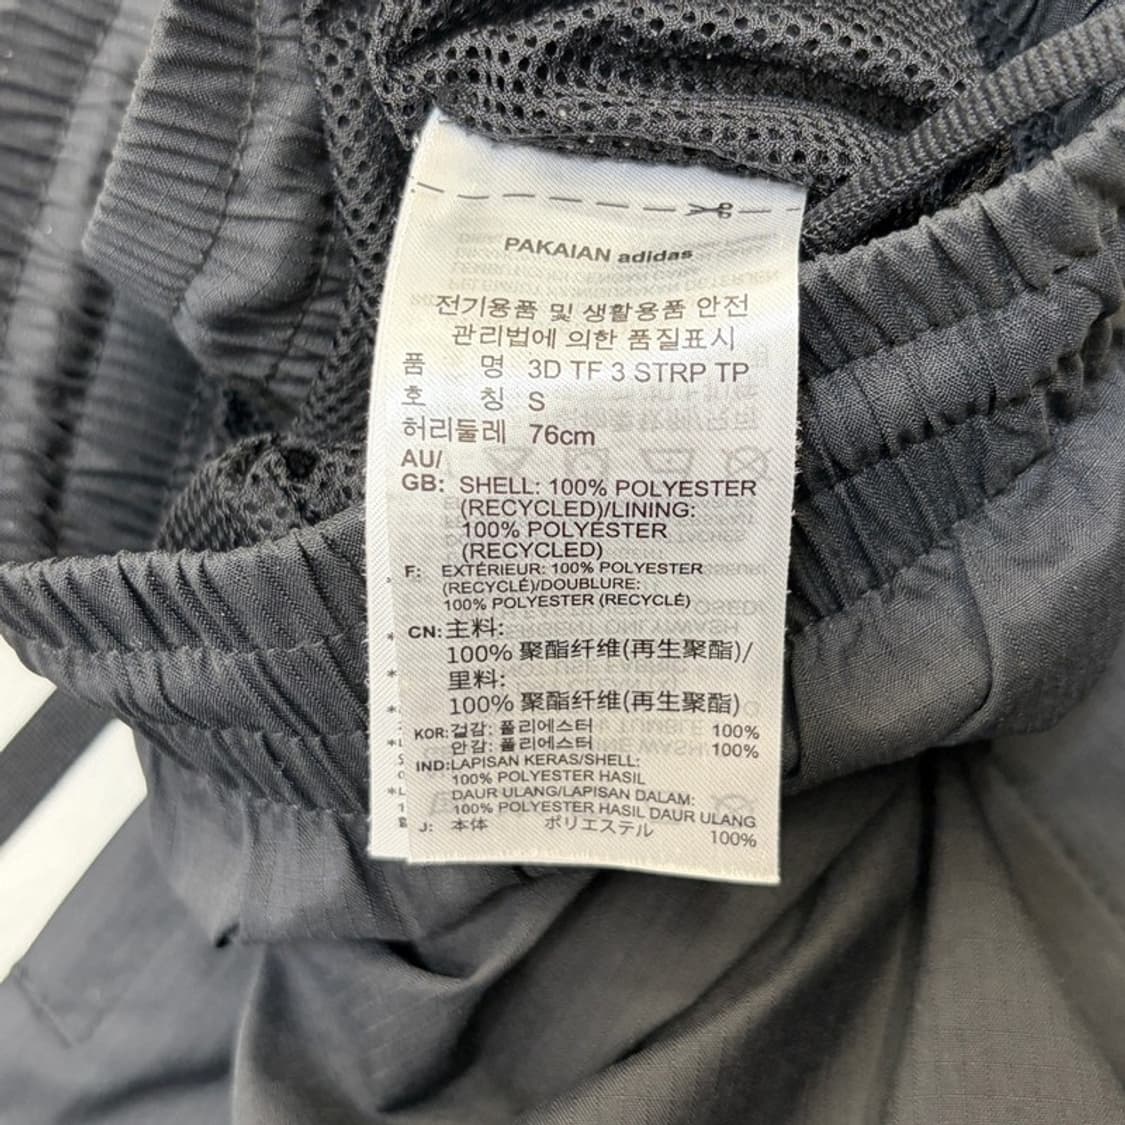 PAKAIAN adidas
전기용품 및 생활용품 안전
관리법에 의한 품질표시
품 명 3D TF 3 STRP TP
호 칭 S
허리둘레 76cm
AU/
GB: SHELL: 100% POLYESTER
(RECYCLED)/LINING:
100% POLYESTER
(RECYCLED)
F: EXTÉRIEUR: 100% POLYESTER
(RECYCLÉ)/DOUBLURE:
100% POLYESTER (RECYCLÉ)
CN: 主料:
100% 聚酯纤维(再生聚酯)/
里料:
100% 聚酯纤维(再生聚酯)
KOR: 겉감: 폴리에스터 100%
안감: 폴리에스터 100%
IND: LAPISAN KERAS/SHELL:
100% POLYESTER HASIL
DAUR ULANG/LAPISAN DALAM:
100% POLYESTER HASIL DAUR ULANG
J: 本体 ポリエステル 100%